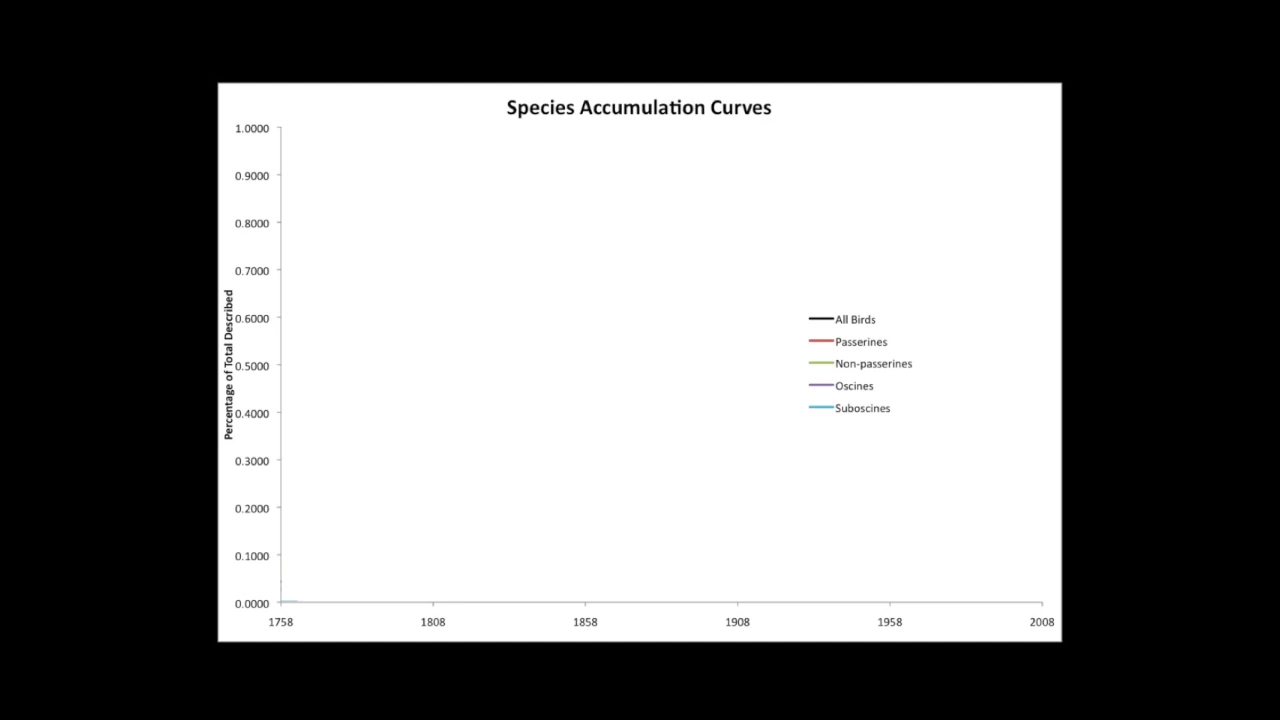 Species Accumulation Curves
1.0000
0.9000
0.8000
0.7000
0.6000
0.5000
0.4000
0.3000
0.2000
0.1000
0.0000
Percentage of Total Described
1758
1808
1858
1908
1958
2008
All Birds
Passerines
Non-passerines
Oscines
Suboscines